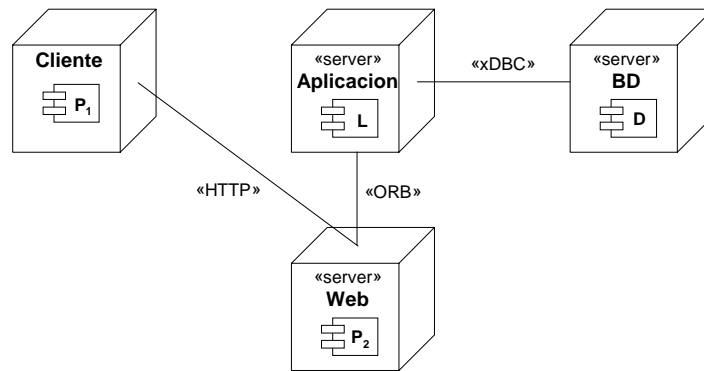 Cliente
P₁
«server»
Aplicacion
L
«xDBC»
«server»
BD
D
«HTTP»
«ORB»
«server»
Web
P₂